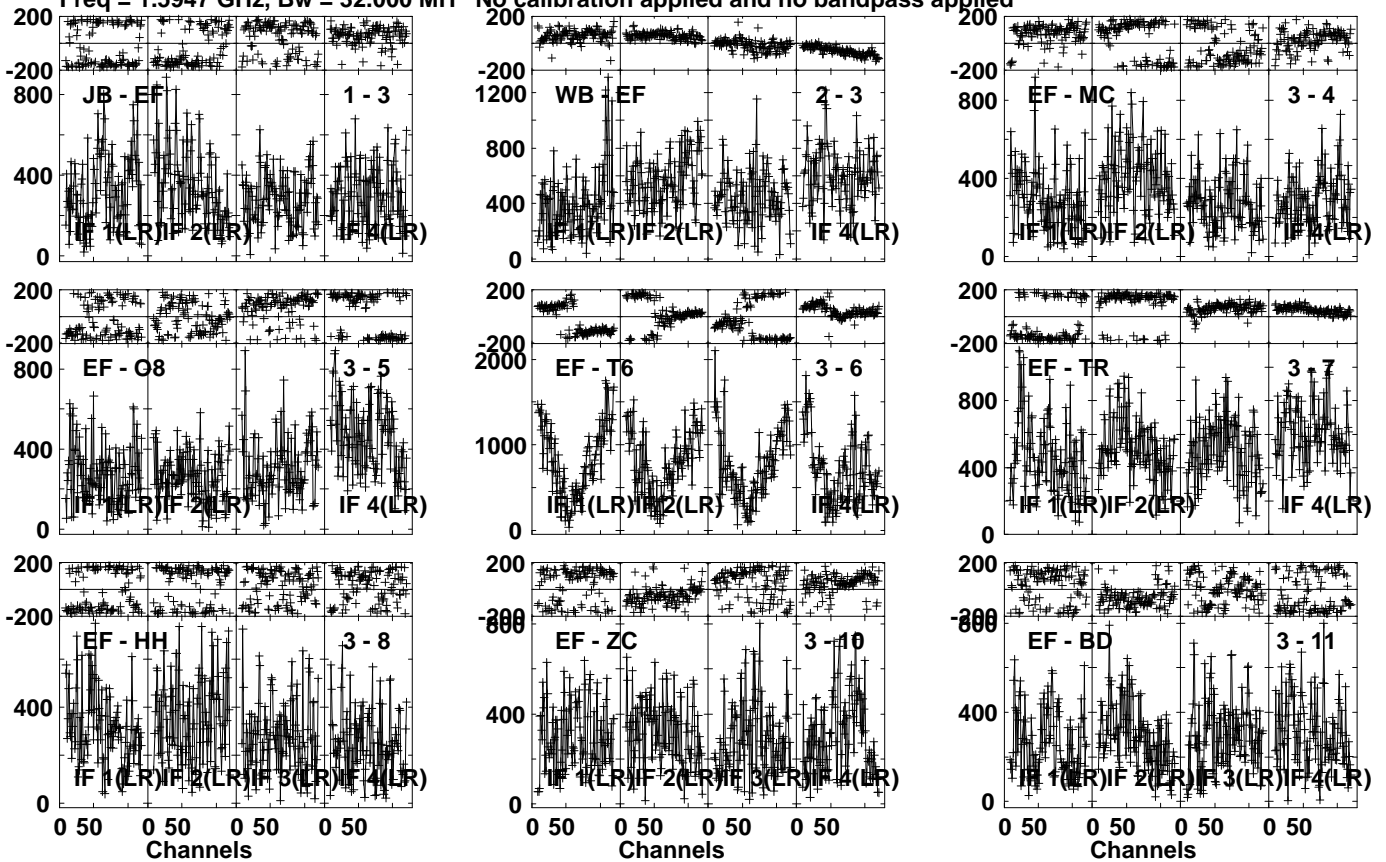 Freq = 1.5947 GHz, Bw = 32.000 MH No calibration applied and no bandpass applied
200
-200
800
400
0
JB - EF 1 - 3
IF 1(LR) IF 2(LR) IF 4(LR)
200
-200
1200
800
400
0
WB - EF 2 - 3
IF 1(LR) IF 2(LR) IF 4(LR)
200
-200
800
400
0
EF - MC 3 - 4
IF 1(LR) IF 2(LR) IF 4(LR)
200
-200
800
400
0
EF - O8 3 - 5
IF 1(LR) IF 2(LR) IF 4(LR)
200
-200
2000
1000
0
EF - T6 3 - 6
IF 1(LR) IF 2(LR) IF 4(LR)
200
-200
800
400
0
EF - TR 3 - 7
IF 1(LR) IF 2(LR) IF 4(LR)
200
-200
400
0
EF - HH 3 - 8
IF 1(LR) IF 2(LR) IF 3(LR) IF 4(LR)
0 50 0 50 0 50 0 50
Channels
200
-200
800
400
0
EF - ZC 3 - 10
IF 1(LR) IF 2(LR) IF 3(LR) IF 4(LR)
0 50 0 50 0 50 0 50
Channels
200
-200
800
400
0
EF - BD 3 - 11
IF 1(LR) IF 2(LR) IF 3(LR) IF 4(LR)
0 50 0 50 0 50 0 50
Channels